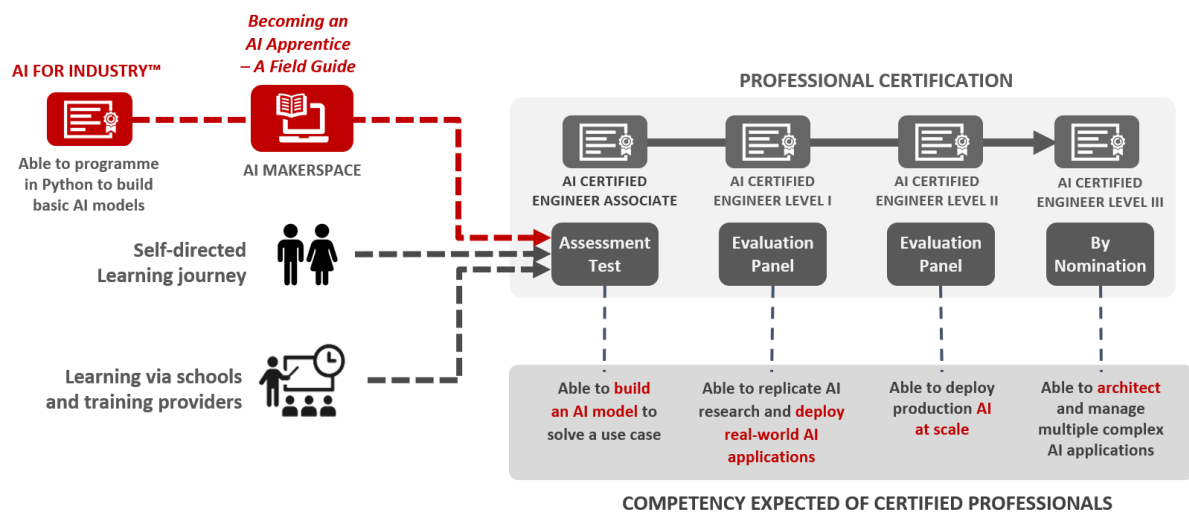 Becoming an
AI Apprentice
– A Field Guide
AI FOR INDUSTRY™
Able to programme
in Python to build
basic AI models
AI MAKERSPACE
Self-directed
Learning journey
Learning via schools
and training providers
PROFESSIONAL CERTIFICATION
AI CERTIFIED
ENGINEER ASSOCIATE
AI CERTIFIED
ENGINEER LEVEL I
AI CERTIFIED
ENGINEER LEVEL II
AI CERTIFIED
ENGINEER LEVEL III
Assessment
Test
Evaluation
Panel
Evaluation
Panel
By
Nomination
Able to build
an AI model to
solve a use case
Able to replicate AI
research and deploy
real-world AI
applications
Able to deploy
production AI
at scale
Able to architect
and manage
multiple complex
AI applications
COMPETENCY EXPECTED OF CERTIFIED PROFESSIONALS